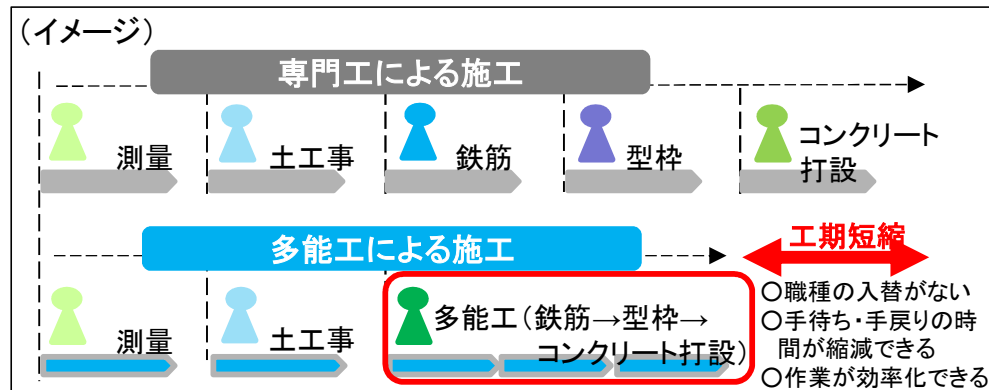 (イメージ)
専門工による施工
測量
土工事
鉄筋
型枠
コンクリート
打設
多能工による施工
工期短縮
測量
土工事
多能工(鉄筋→型枠→
コンクリート打設)
〇職種の入替がない
〇手待ち・手戻りの時
間が縮減できる
〇作業が効率化できる